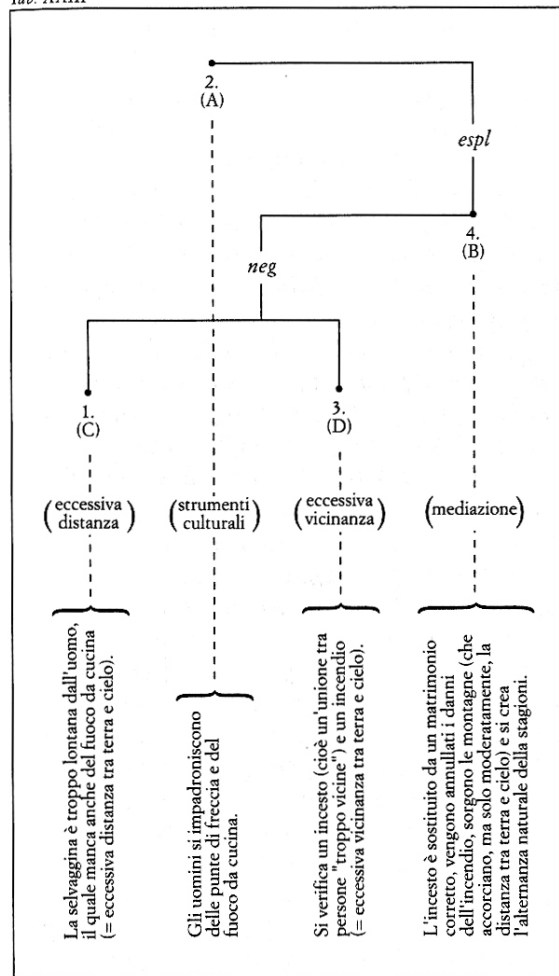 2.
(A)
espl
4.
(B)
neg
1.
(C)
3.
(D)
(eccessiva
distanza)
(strumenti
culturali)
(eccessiva
vicinanza)
(mediazione)
La selvaggina è troppo lontana dall'uomo,
il quale manca anche del fuoco da cucina
(= eccessiva distanza tra terra e cielo).
Gli uomini si impadroniscono
delle punte di freccia e del
fuoco da cucina.
Si verifica un incesto (cioè un'unione tra
persone "troppo vicine") e un incendio
(= eccessiva vicinanza tra terra e cielo).
L'incesto è sostituito da un matrimonio
corretto, vengono annullati i danni
dell'incendio, sorgono le montagne (che
accorciano, ma solo moderatamente, la
distanza tra terra e cielo) e si crea
l'alternanza naturale della stagioni.